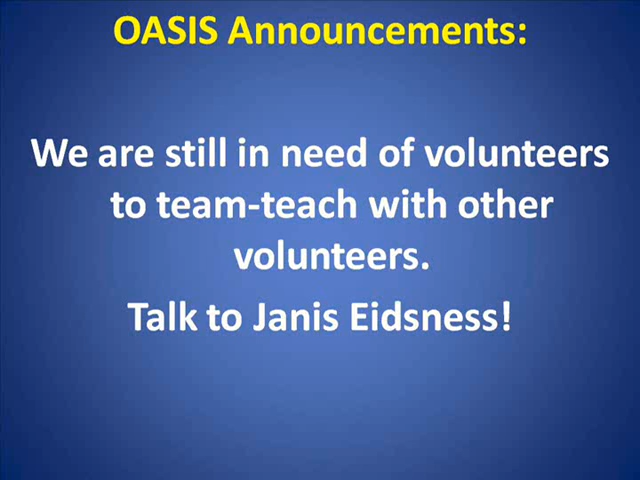 OASIS Announcements:
We are still in need of volunteers
to team-teach with other
volunteers.
Talk to Janis Eidsness!